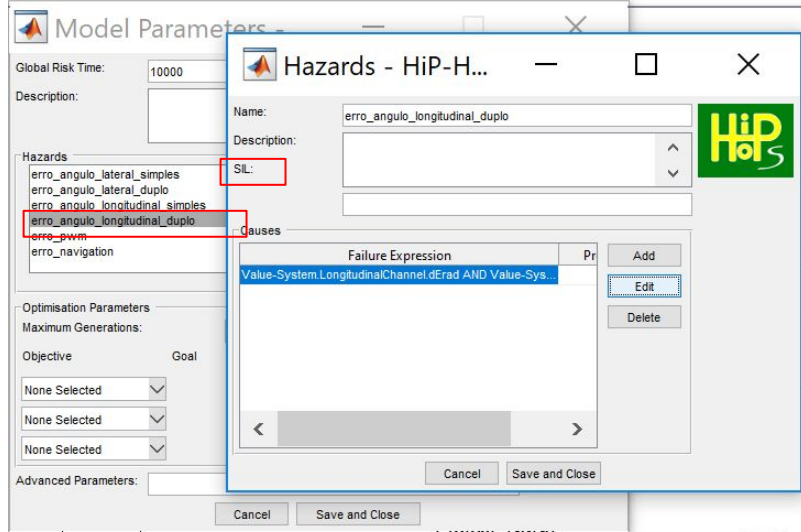 Model Parameters -
Global Risk Time:
10000
Description:
Hazards
erro_angulo_lateral_simples
erro_angulo_lateral_duplo
erro_angulo_longitudinal_simples
erro_angulo_longitudinal_duplo
erro_pwm
erro_navigation
Optimisation Parameters
Maximum Generations:
Objective Goal
None Selected
None Selected
None Selected
Advanced Parameters:
Cancel Save and Close
Hazards - HiP-H...
Name:
erro_angulo_longitudinal_duplo
HiP
HOPS
Description:
SIL:
Causes
Failure Expression Pr
Value-System.LongitudinalChannel.dErad AND Value-Sys...
Add
Edit
Delete
Cancel Save and Close